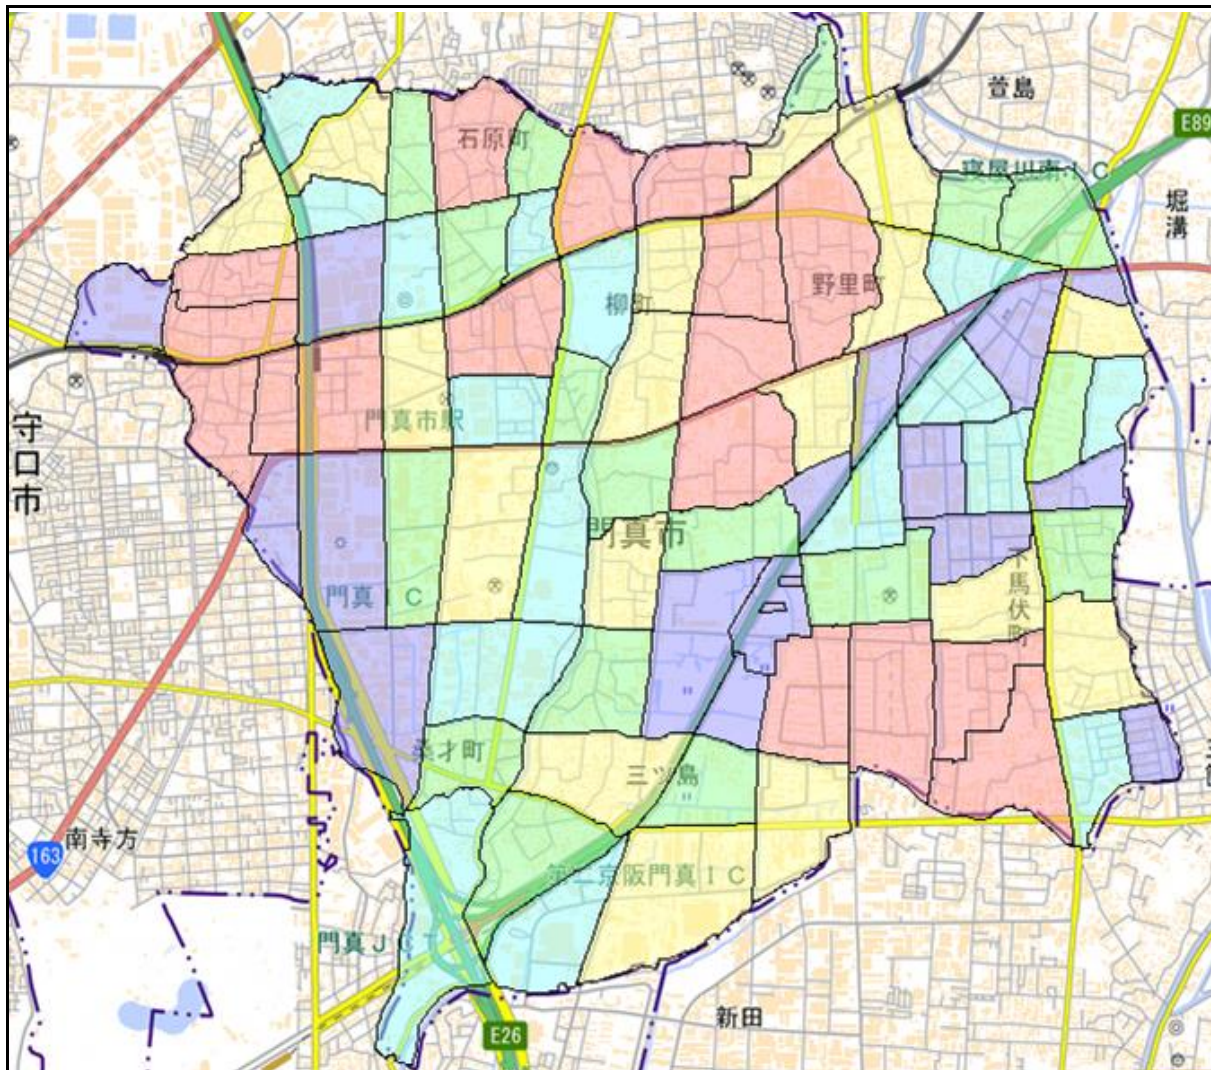 萱島
E89
石原町
寝屋川南IC
堀溝
野里町
柳町
守口市
門真市駅
門真市
門真IC
下馬伏町
三ツ島
163
南寺方
第二京阪門真IC
門真JCT
新田
E26